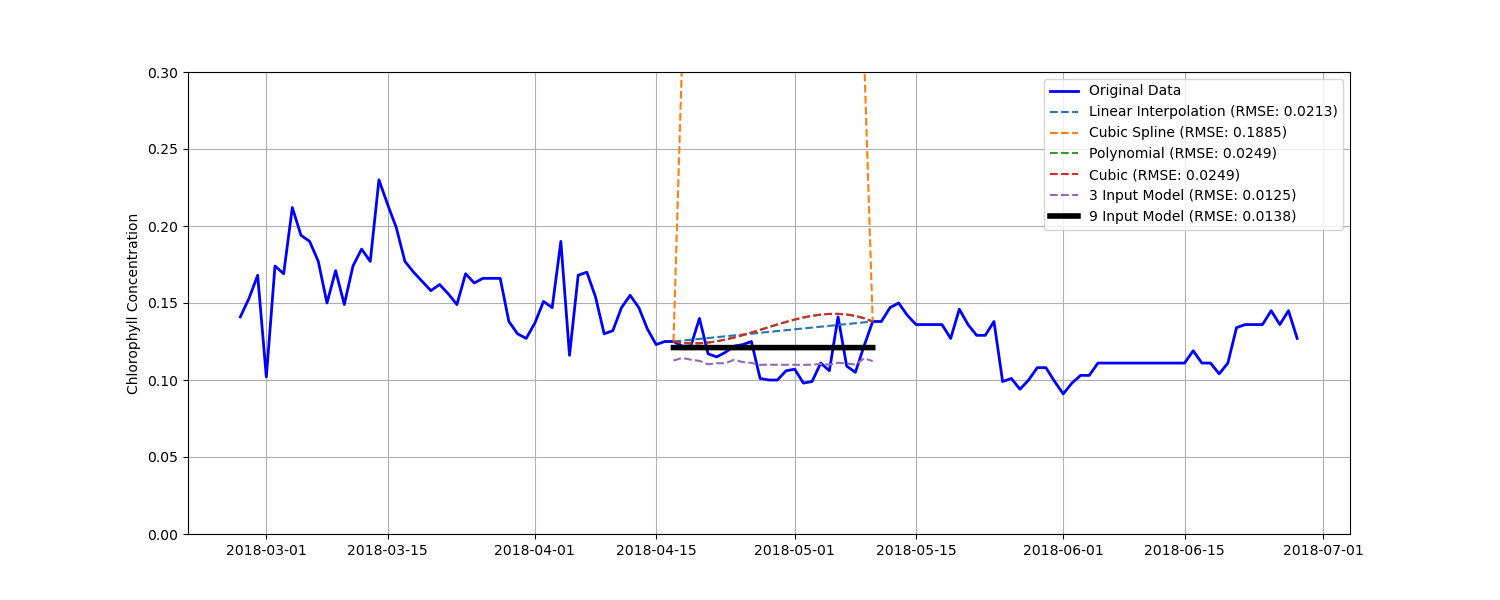 0.30
0.25
0.20
0.15
0.10
0.05
0.00
Chlorophyll Concentration
Original Data
Linear Interpolation (RMSE: 0.0213)
Cubic Spline (RMSE: 0.1885)
Polynomial (RMSE: 0.0249)
Cubic (RMSE: 0.0249)
3 Input Model (RMSE: 0.0125)
9 Input Model (RMSE: 0.0138)
2018-03-01 2018-03-15 2018-04-01 2018-04-15 2018-05-01 2018-05-15 2018-06-01 2018-06-15 2018-07-01